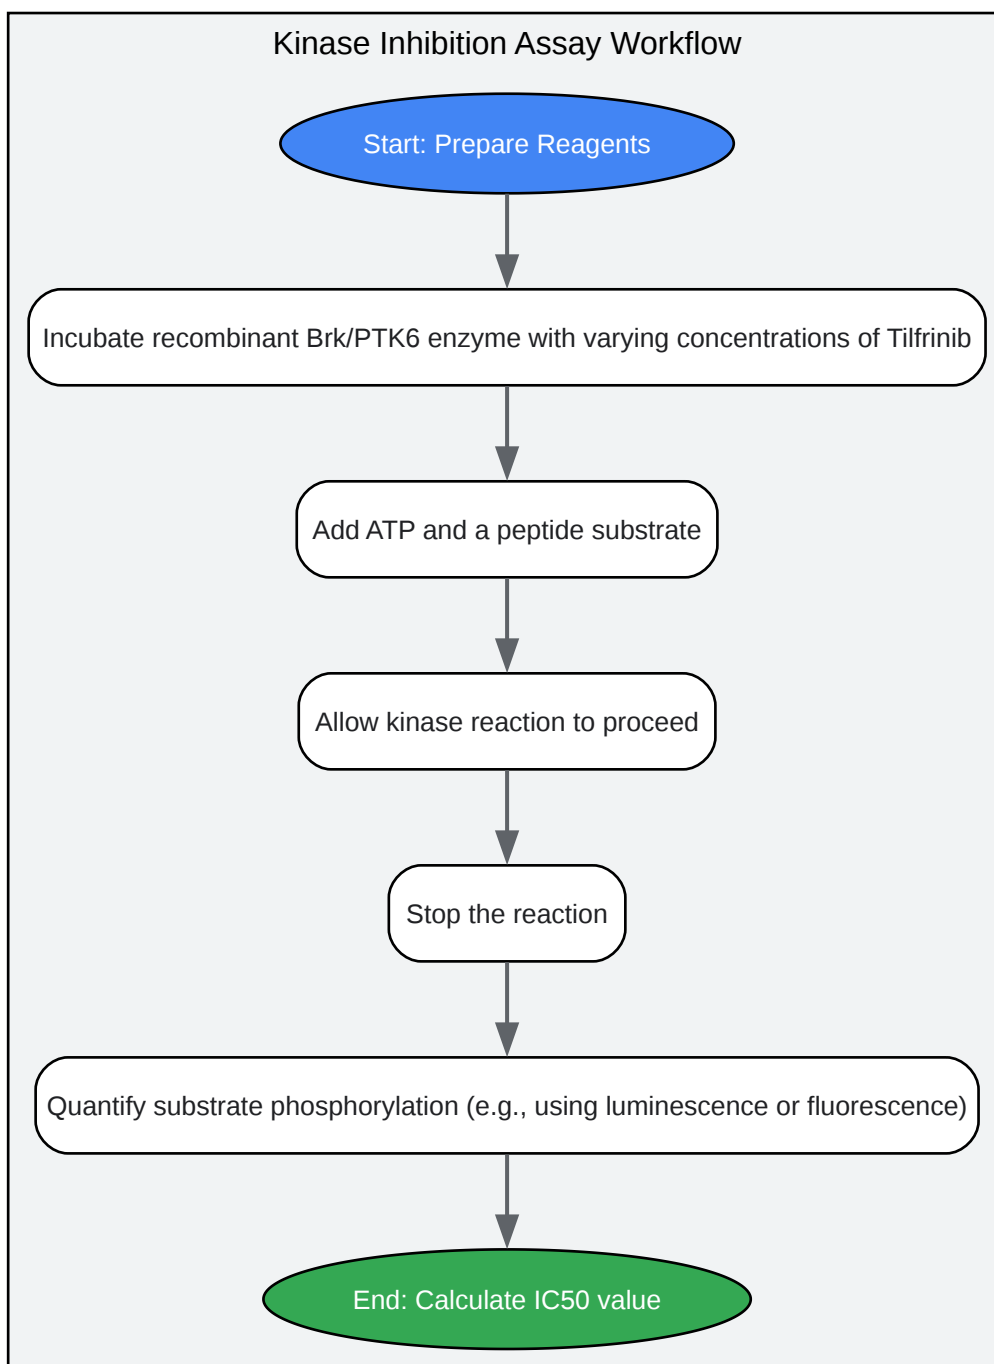 Kinase Inhibition Assay Workflow
Start: Prepare Reagents
Incubate recombinant Brk/PTK6 enzyme with varying concentrations of Tilfrinib
Add ATP and a peptide substrate
Allow kinase reaction to proceed
Stop the reaction
Quantify substrate phosphorylation (e.g., using luminescence or fluorescence)
End: Calculate IC50 value